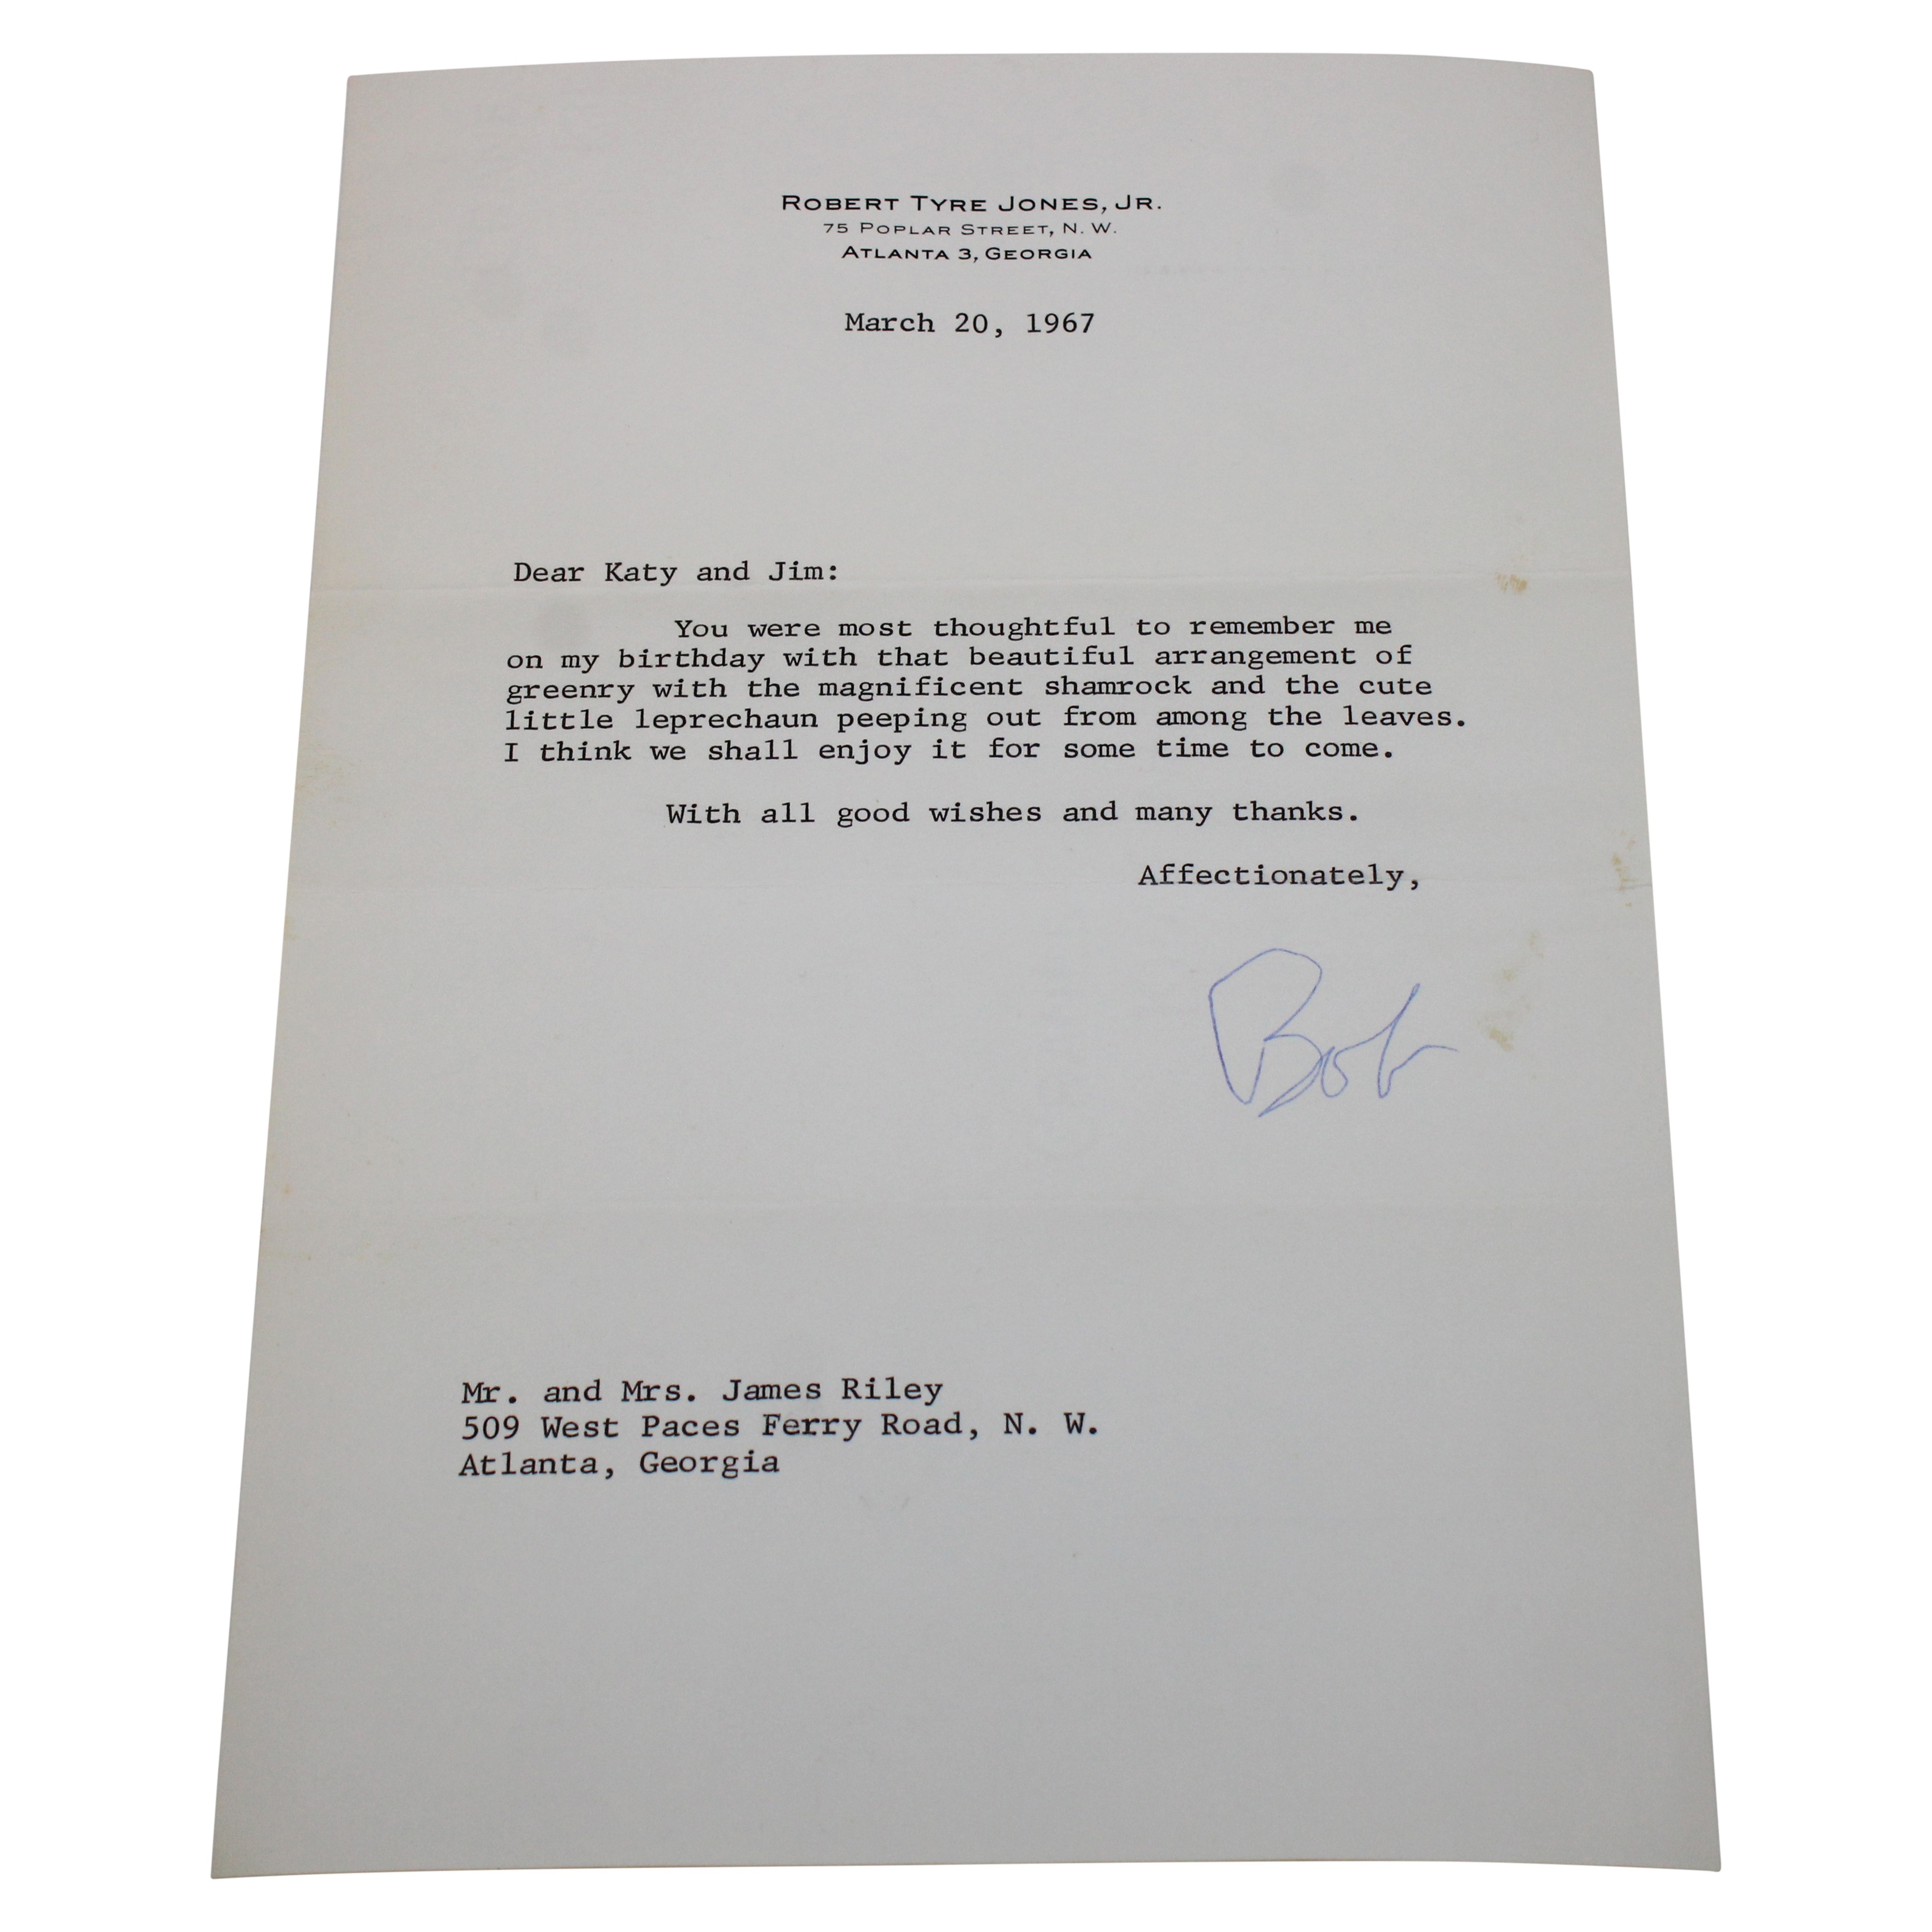 ROBERT TYRE JONES, JR.
75 POPLAR STREET, N. W.
ATLANTA 3, GEORGIA
March 20, 1967
Dear Katy and Jim:
You were most thoughtful to remember me
on my birthday with that beautiful arrangement of
greenry with the magnificent shamrock and the cute
little leprechaun peeping out from among the leaves.
I think we shall enjoy it for some time to come.
With all good wishes and many thanks.
Affectionately,
Bob
Mr. and Mrs. James Riley
509 West Paces Ferry Road, N. W.
Atlanta, Georgia